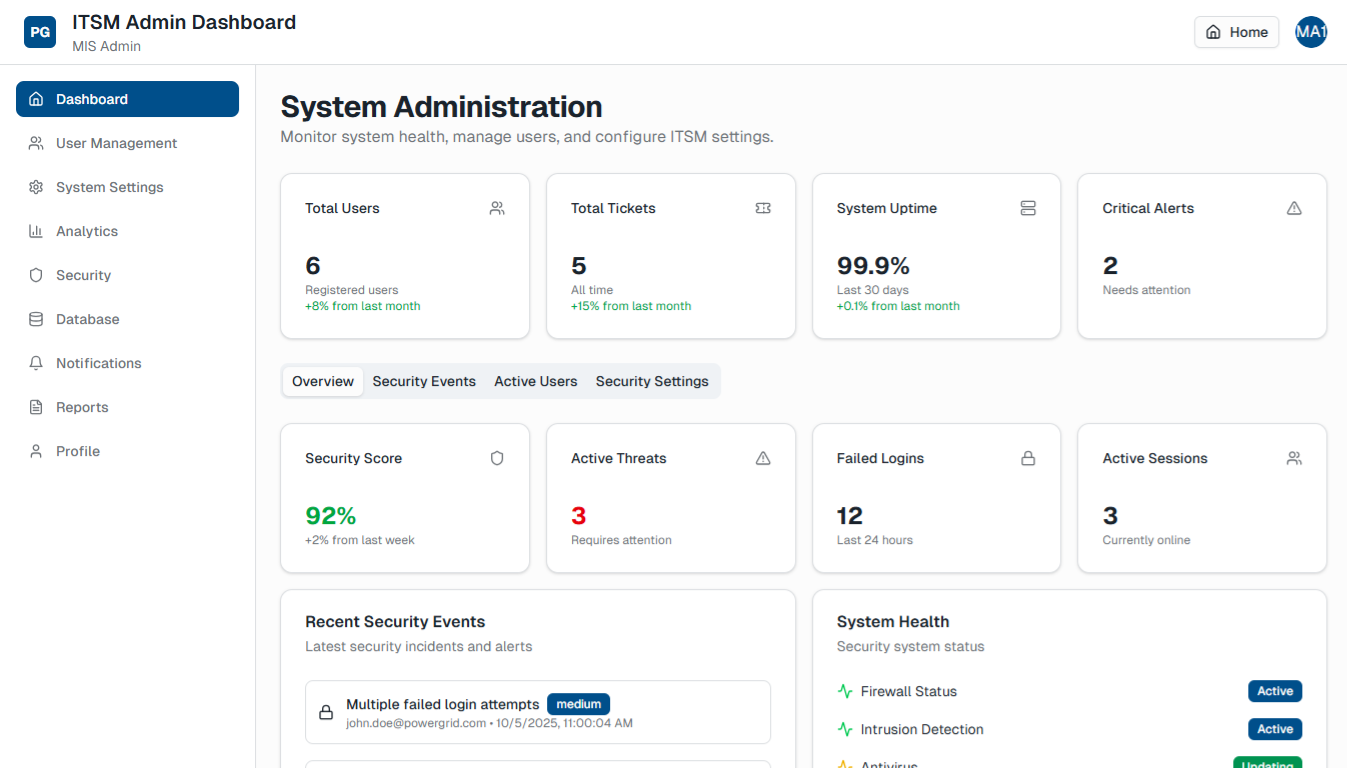 PG
ITSM Admin Dashboard
MIS Admin
Home
MA1
Dashboard
User Management
System Settings
Analytics
Security
Database
Notifications
Reports
Profile
System Administration
Monitor system health, manage users, and configure ITSM settings.
Total Users
6
Registered users
+8% from last month
Total Tickets
5
All time
+15% from last month
System Uptime
99.9%
Last 30 days
+0.1% from last month
Critical Alerts
2
Needs attention
Overview Security Events Active Users Security Settings
Security Score
92%
+2% from last week
Active Threats
3
Requires attention
Failed Logins
12
Last 24 hours
Active Sessions
3
Currently online
Recent Security Events
Latest security incidents and alerts
Multiple failed login attempts medium
john.doe@powergrid.com • 10/5/2025, 11:00:04 AM
System Health
Security system status
Firewall Status Active
Intrusion Detection Active
Antivirus Updating